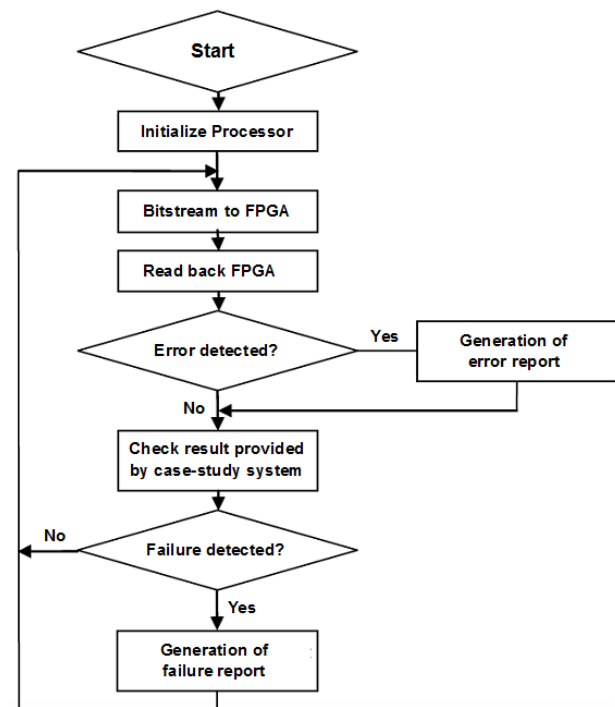 Start
Initialize Processor
Bitstream to FPGA
Read back FPGA
Error detected?
Yes
Generation of
error report
No
Check result provided
by case-study system
No
Failure detected?
Yes
Generation of
failure report